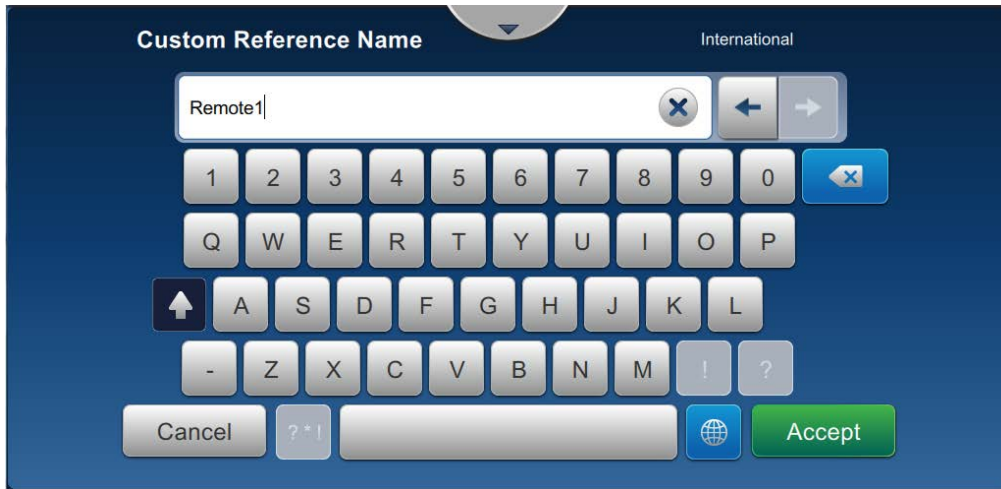 Custom Reference Name International
Remote1
1 2 3 4 5 6 7 8 9 0
Q W E R T Y U I O P
A S D F G H J K L
- Z X C V B N M ! ?
Cancel ?*! Accept